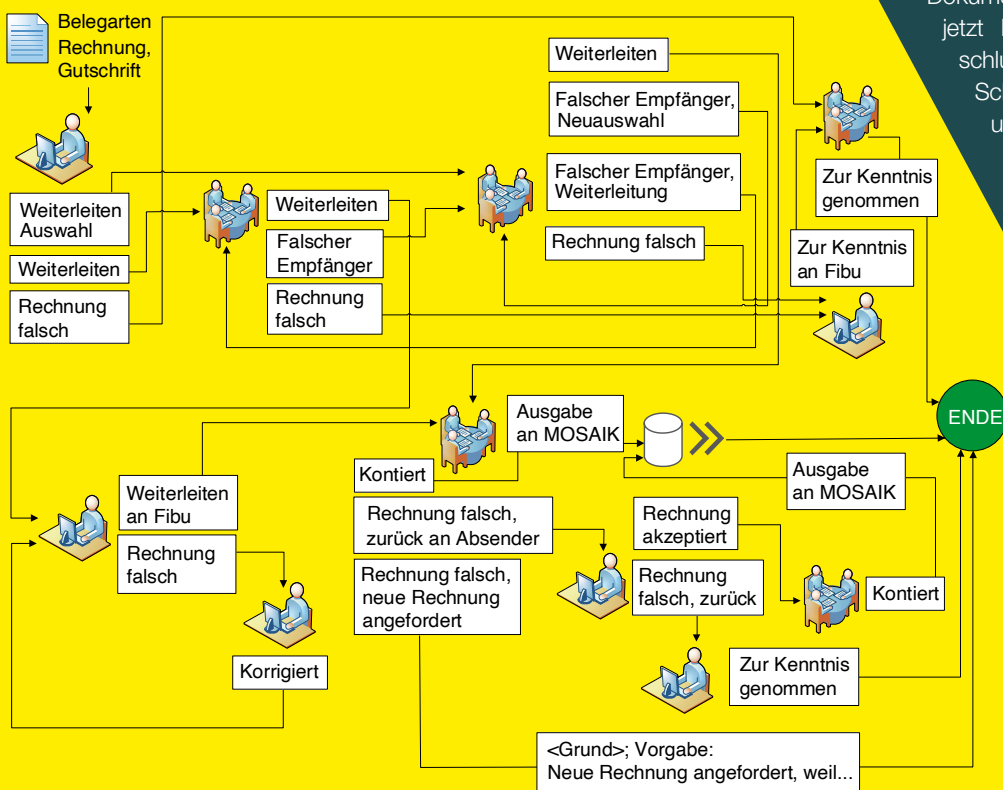 Belegarten
Rechnung,
Gutschrift
jetzt
Weiterleiten
Falscher Empfänger,
Neuauswahl
Falscher Empfänger,
Weiterleitung
Rechnung falsch
Zur Kenntnis
genommen
Zur Kenntnis
an Fibu
Weiterleiten
Auswahl
Weiterleiten
Rechnung
falsch
Weiterleiten
Falscher
Empfänger
Rechnung
falsch
ENDE
Ausgabe
an MOSAIK
Kontiert
Ausgabe
an MOSAIK
Weiterleiten
an Fibu
Rechnung
falsch
Rechnung falsch,
zurück an Absender
Rechnung
akzeptiert
Rechnung falsch,
neue Rechnung
angefordert
Rechnung
falsch, zurück
Kontiert
Korrigiert
Zur Kenntnis
genommen
<Grund>; Vorgabe:
Neue Rechnung angefordert, weil...